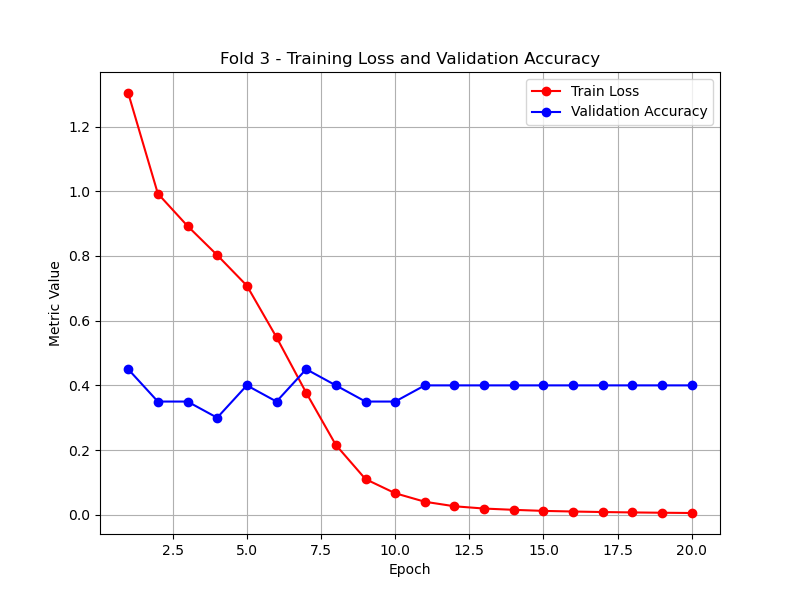 Fold 3 - Training Loss and Validation Accuracy
Train Loss
Validation Accuracy
Metric Value
1.2
1.0
0.8
0.6
0.4
0.2
0.0
2.5 5.0 7.5 10.0 12.5 15.0 17.5 20.0
Epoch